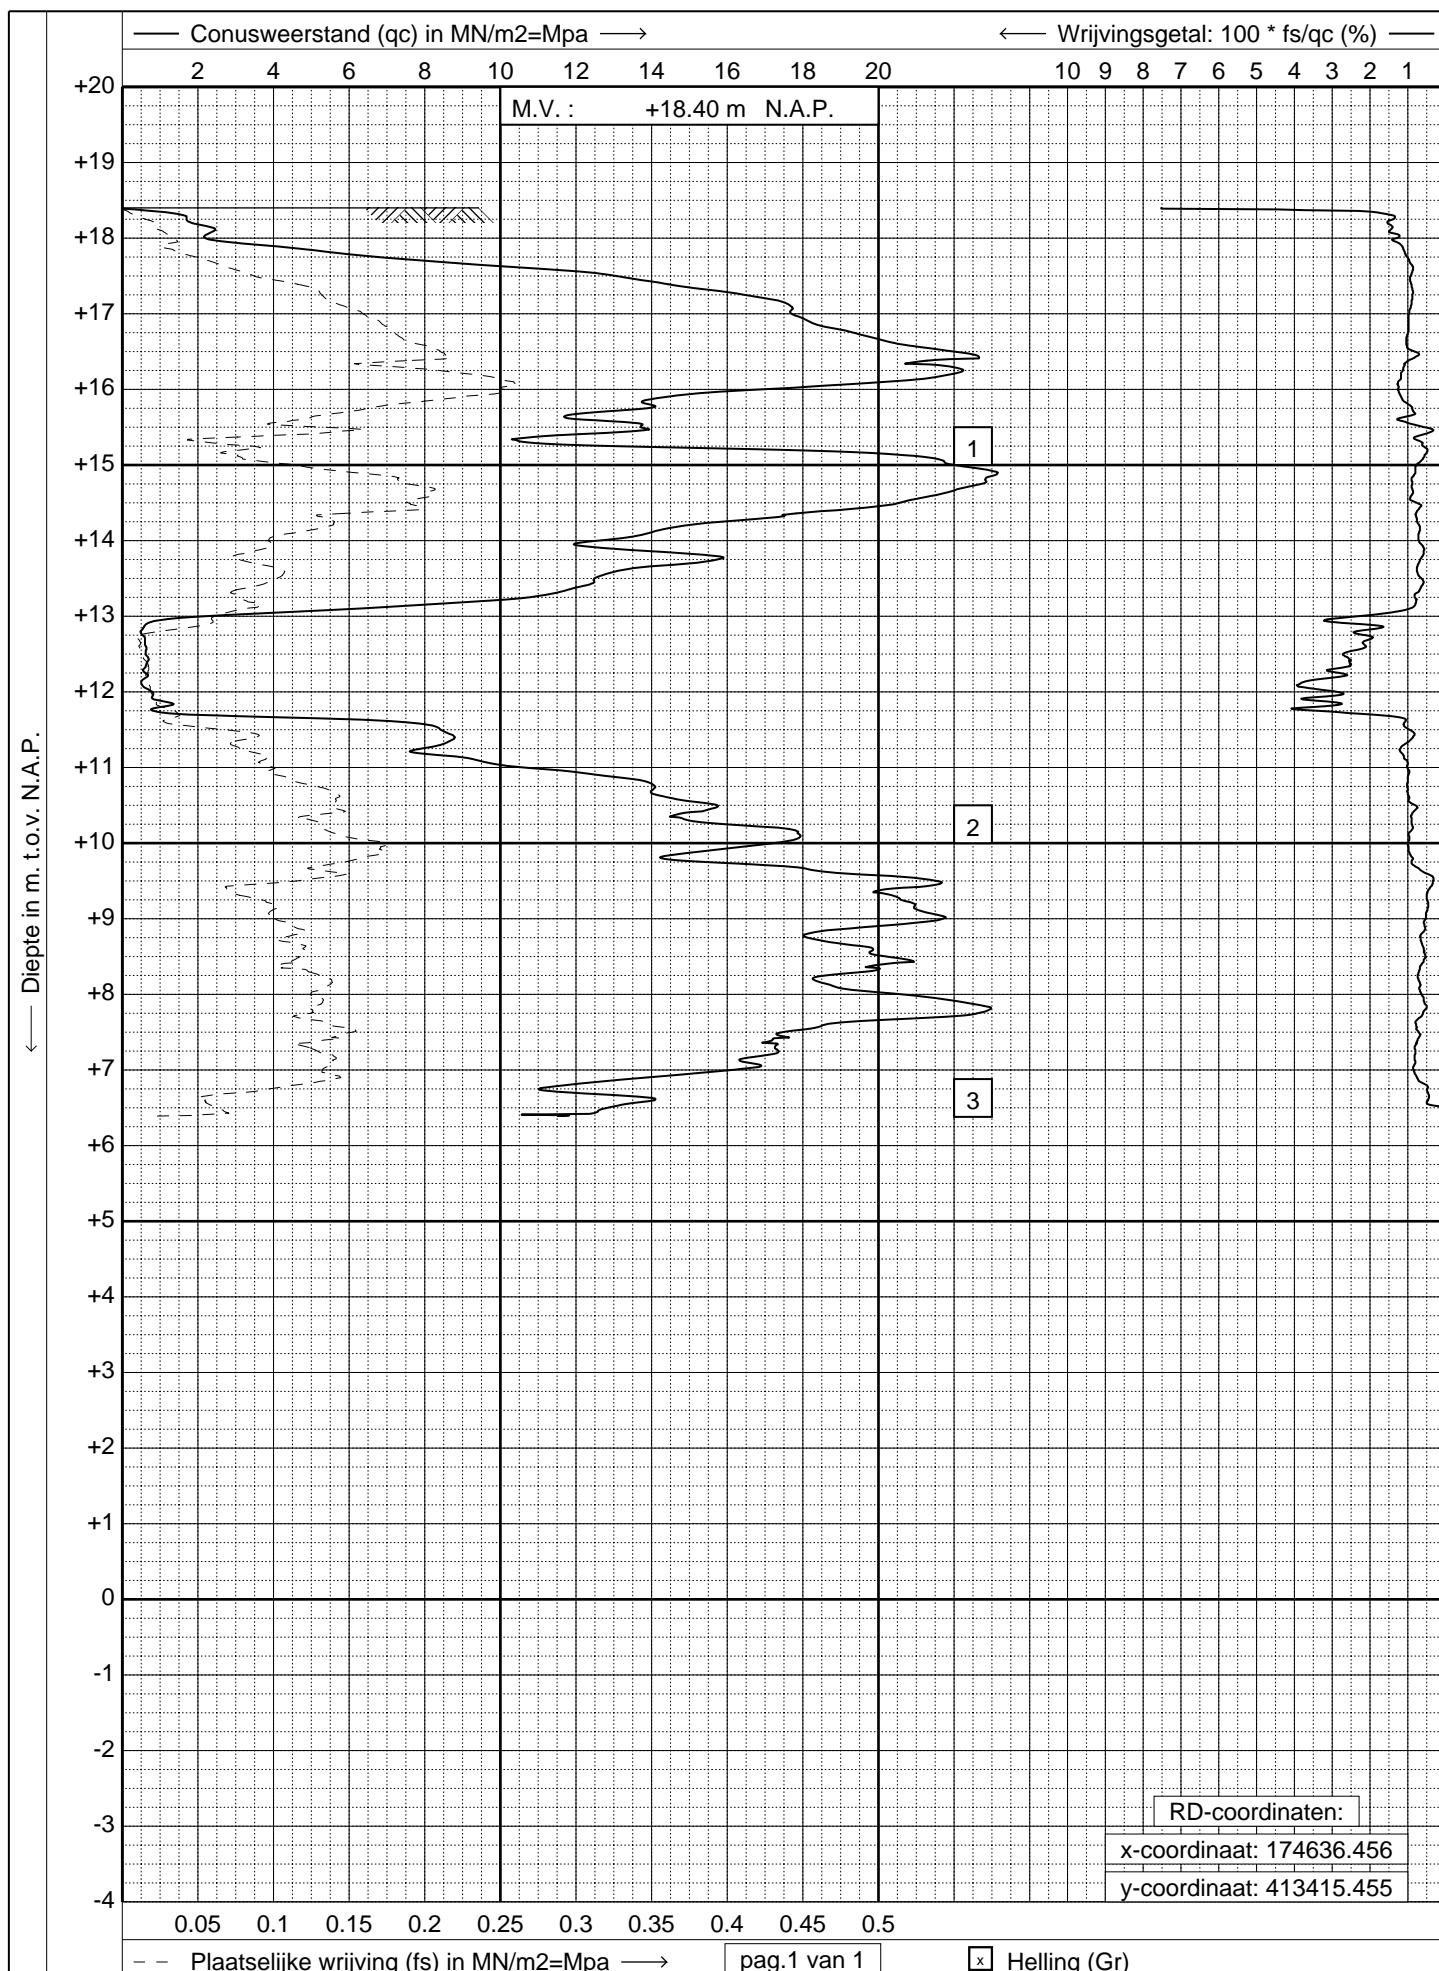 Conusweerstand (qc) in MN/m2=Mpa
Wrijvingsgetal: 100 * fs/qc (%)
2 4 6 8 10 12 14 16 18 20 10 9 8 7 6 5 4 3 2 1
M.V. : +18.40 m N.A.P.
+20
+19
+18
+17
+16
+15
+14
+13
+12
+11
+10
+9
+8
+7
+6
+5
+4
+3
+2
+1
0
-1
-2
-3
-4
Diepte in m. t.o.v. N.A.P.
1
2
3
RD-coordinaten:
x-coordinaat: 174636.456
y-coordinaat: 413415.455
0.05 0.1 0.15 0.2 0.25 0.3 0.35 0.4 0.45 0.5
Plaatselijke wrijving (fs) in MN/m2=Mpa
pag.1 van 1
x Helling (Gr)